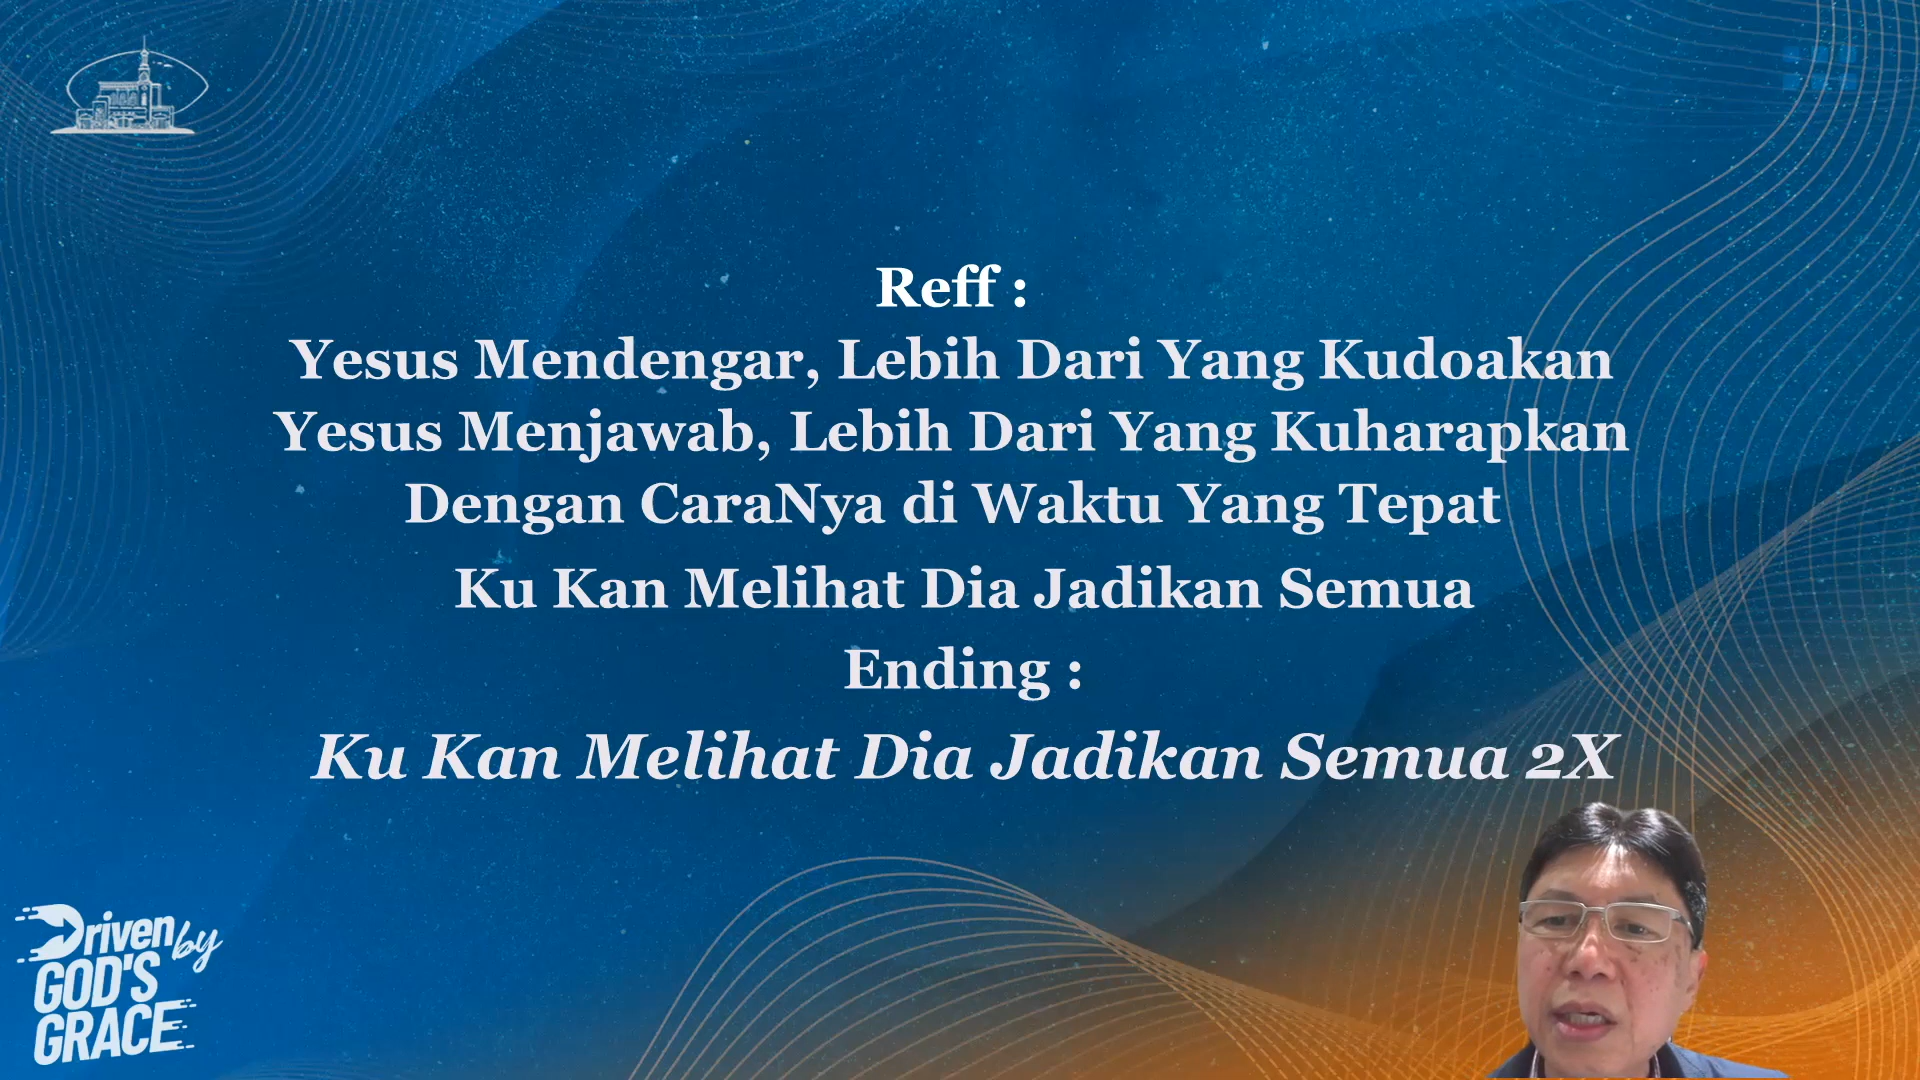 Reff :
Yesus Mendengar, Lebih Dari Yang Kudoakan
Yesus Menjawab, Lebih Dari Yang Kuharapkan
Dengan CaraNya di Waktu Yang Tepat
Ku Kan Melihat Dia Jadikan Semua
Ending :
Ku Kan Melihat Dia Jadikan Semua 2X
Driven by
GOD'S
GRACE